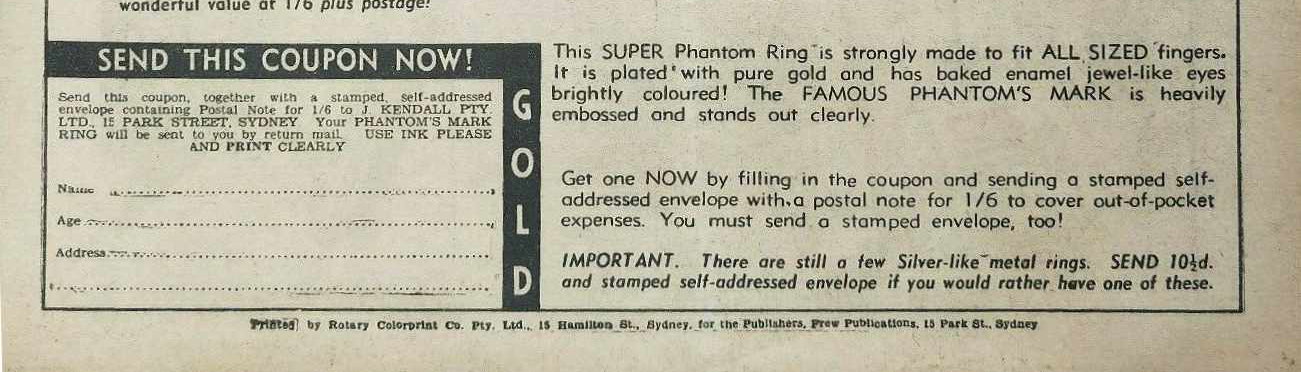 wonderful value at 1/6 plus postage!
SEND THIS COUPON NOW!
Send this coupon, together with a stamped, self-addressed
envelope containing Postal Note for 1/6 to J. KENDALL PTY
LTD., 15 PARK STREET, SYDNEY Your PHANTOM'S MARK
RING will be sent to you by return mail. USE INK PLEASE
AND PRINT CLEARLY
Name
Age
Address
GOLD
This SUPER Phantom Ring is strongly made to fit ALL SIZED fingers.
It is plated with pure gold and has baked enamel jewel-like eyes
brightly coloured! The FAMOUS PHANTOM'S MARK is heavily
embossed and stands out clearly.
Get one NOW by filling in the coupon and sending a stamped self-
addressed envelope with a postal note for 1/6 to cover out-of-pocket
expenses. You must send a stamped envelope, too!
IMPORTANT. There are still a few Silver-like metal rings. SEND 10½d.
and stamped self-addressed envelope if you would rather have one of these.
Printed by Rotary Colorprint Co. Pty. Ltd., 15 Hamilton St., Sydney, for the Publishers, Frew Publications, 15 Park St., Sydney